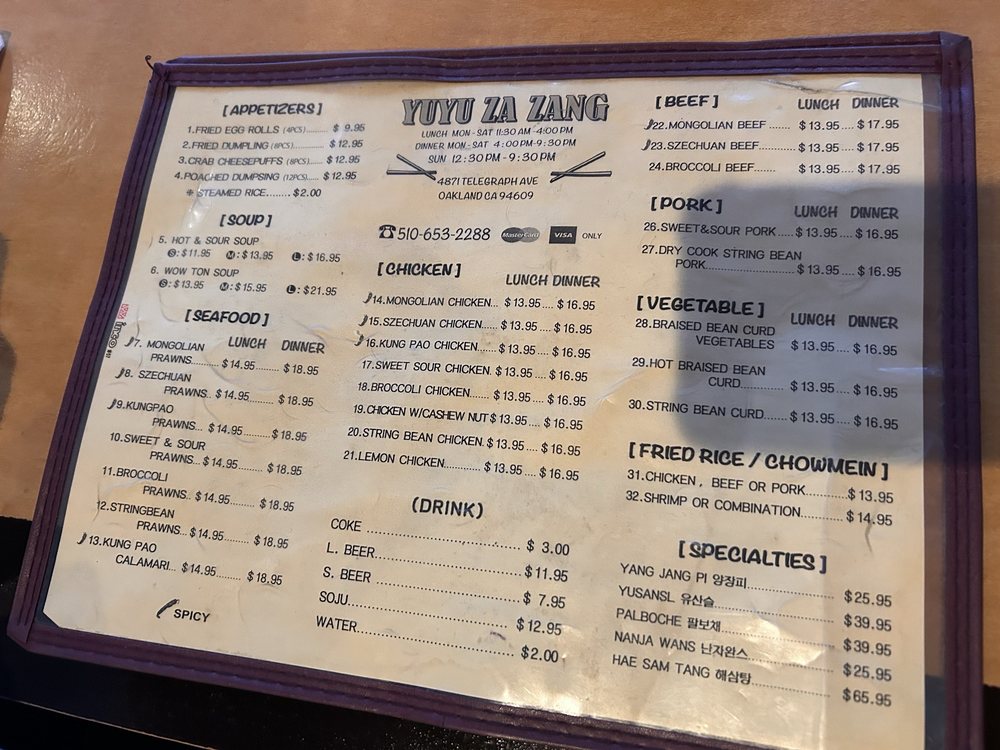 [APPETIZERS]
1.FRIED EGG ROLLS (4PCS)....... $ 9.95
2.FRIED DUMPLING (8PCS)....... $12.95
3.CRAB CHEESEPUFFS (8PCS)..... $12.95
4.POACHED DUMPSING (12PCS).... $12.95
STEAMED RICE........$2.00
[SOUP]
5. HOT & SOUR SOUP
S: $11.95 M: $13.95 L: $16.95
6. WOW TON SOUP
S: $13.95 M: $15.95 L: $21.95
[SEAFOOD]
LUNCH DINNER
7. MONGOLIAN
PRAWNS... $14.95........ $18.95
8. SZECHUAN
PRAWNS.. $14.95........ $18.95
9.KUNGPAO
PRAWNS... $14.95........ $18.95
10.SWEET & SOUR
PRAWNS... $14.95........ $18.95
11.BROCCOLI
PRAWNS.. $14.95........ $18.95
12.STRINGBEAN
PRAWNS... $14.95........ $18.95
13.KUNG PAO
CALAMARI.. $14.95........ $18.95
SPICY
YUYU ZA ZANG
LUNCH MON-SAT 11:30 AM-4:00 PM
DINNER MON-SAT 4:00 PM-9:30 PM
SUN 12:30 PM-9:30 PM
4871 TELEGRAPH AVE
OAKLAND CA 94609
☎510-653-2288 MasterCard VISA ONLY
[CHICKEN]
LUNCH DINNER
14.MONGOLIAN CHICKEN... $13.95.... $16.95
15.SZECHUAN CHICKEN...... $13.95.... $16.95
16.KUNG PAO CHICKEN...... $13.95.... $16.95
17.SWEET SOUR CHICKEN. $13.95.... $16.95
18.BROCCOLI CHICKEN...... $13.95.... $16.95
19.CHICKEN W/CASHEW NUT $13.95.... $16.95
20.STRING BEAN CHICKEN. $13.95.... $16.95
21.LEMON CHICKEN.......... $13.95.... $16.95
(DRINK)
COKE ........................ $ 3.00
L. BEER........................ $11.95
S. BEER ........................ $ 7.95
SOJU........................ $12.95
WATER........................ $2.00
[BEEF] LUNCH DINNER
22.MONGOLIAN BEEF ...... $13.95.... $17.95
23.SZECHUAN BEEF........ $13.95.... $17.95
24.BROCCOLI BEEF......... $13.95.... $17.95
[PORK] LUNCH DINNER
26.SWEET&SOUR PORK.... $13.95.... $16.95
27.DRY COOK STRING BEAN
PORK........................ $13.95.... $16.95
[VEGETABLE] LUNCH DINNER
28.BRAISED BEAN CURD
VEGETABLES $13.95.... $16.95
29.HOT BRAISED BEAN
CURD........ $13.95.... $16.95
30.STRING BEAN CURD...... $13.95.... $16.95
[FRIED RICE / CHOWMEIN]
31.CHICKEN, BEEF OR PORK.......... $13.95
32.SHRIMP OR COMBINATION.......... $14.95
[SPECIALTIES]
YANG JANG PI 양장피.................... $25.95
YUSANSL 유산슬........................ $39.95
PALBOCHE 팔보채........................ $39.95
NANJA WANS 난자완스.................... $25.95
HAE SAM TANG 해삼탕.................... $65.95